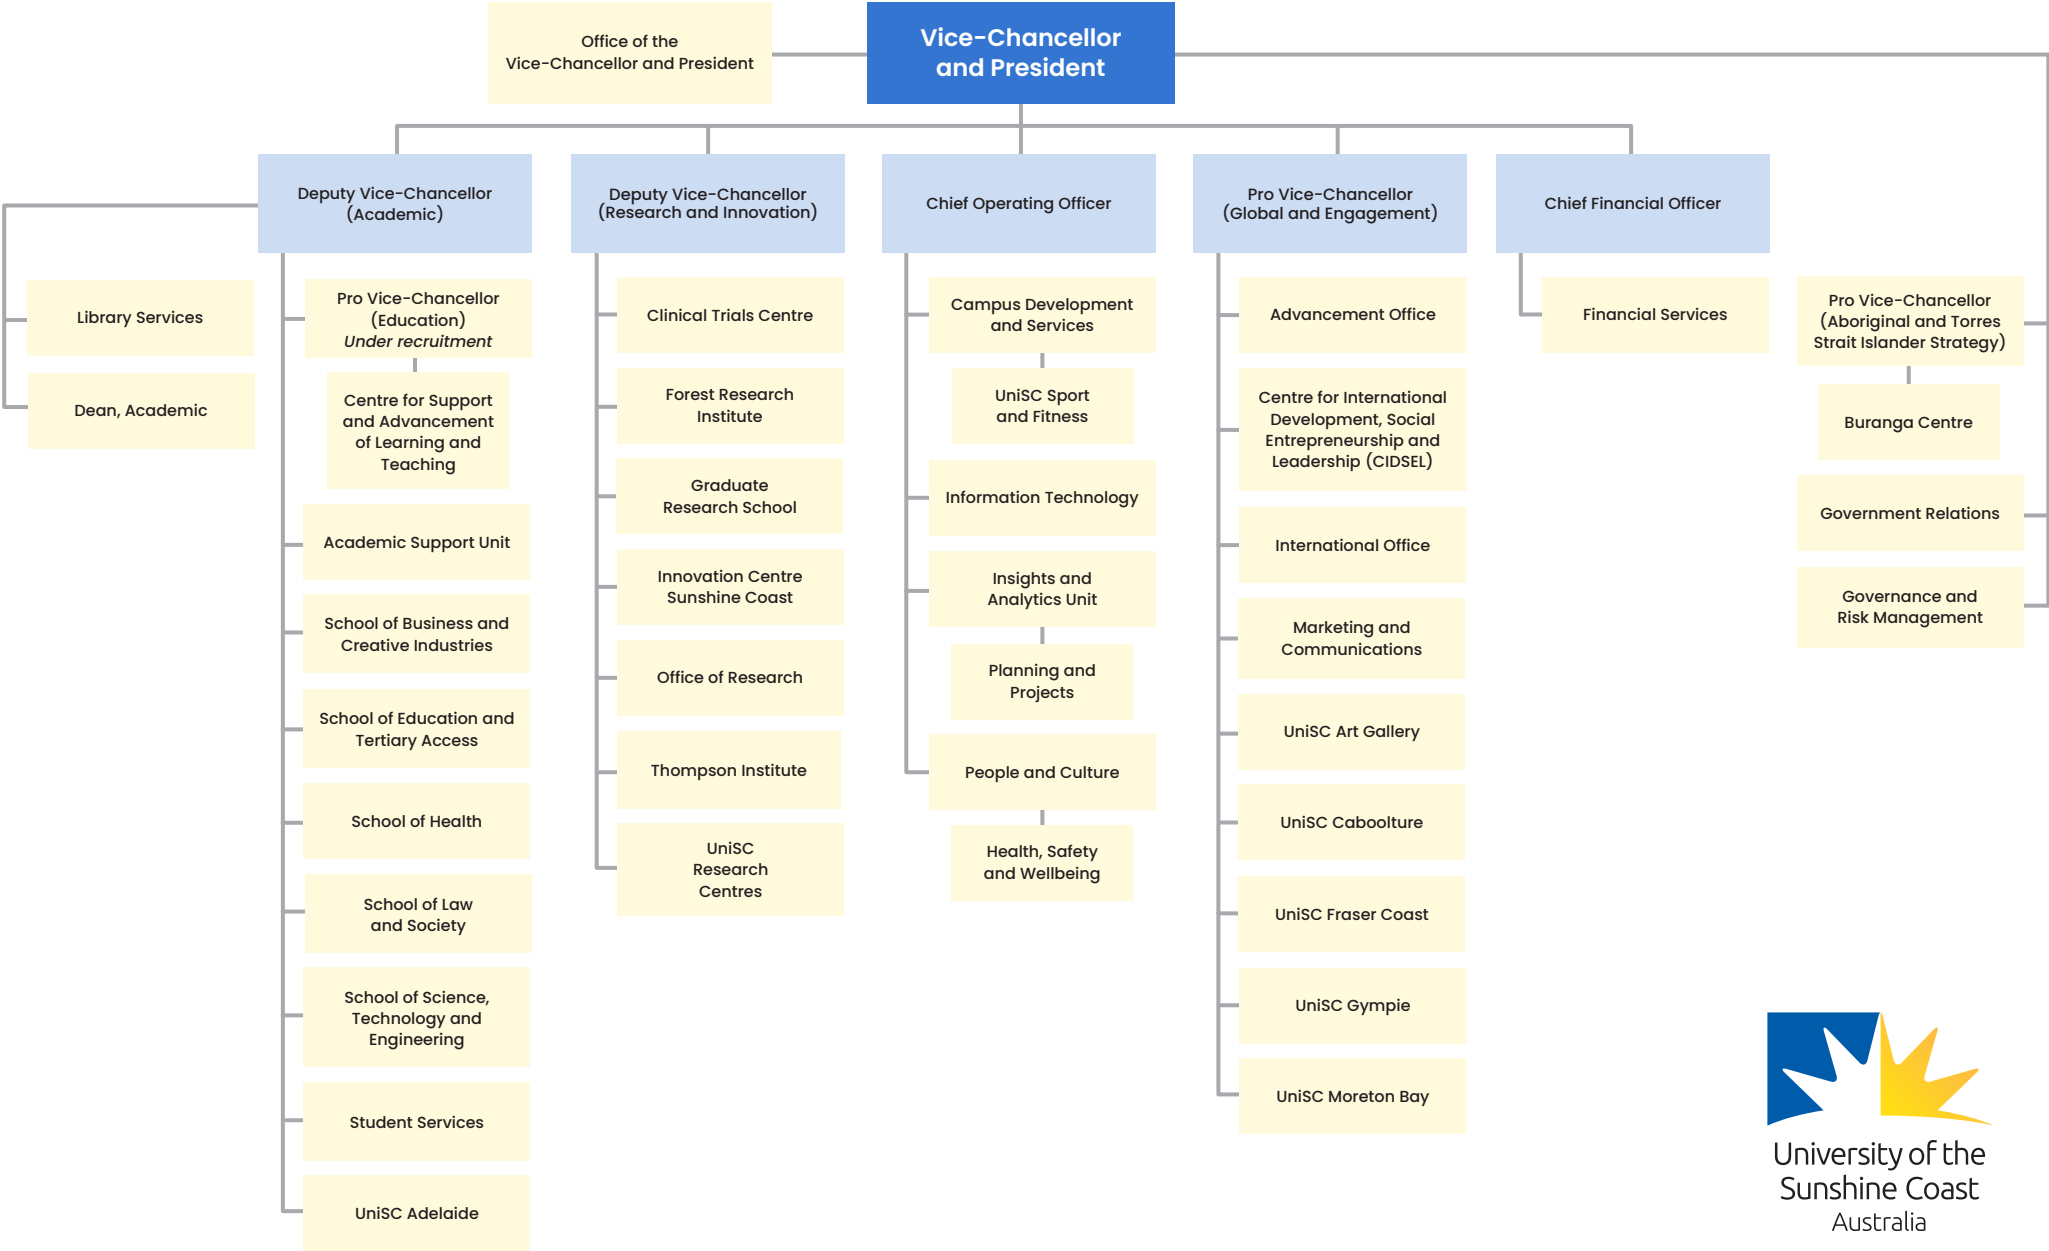 Office of the
Vice-Chancellor and President
Vice-Chancellor
and President
Deputy Vice-Chancellor
(Academic)
Deputy Vice-Chancellor
(Research and Innovation)
Chief Operating Officer
Pro Vice-Chancellor
(Global and Engagement)
Chief Financial Officer
Library Services
Dean, Academic
Pro Vice-Chancellor
(Education)
Under recruitment
Centre for Support
and Advancement
of Learning and
Teaching
Academic Support Unit
School of Business and
Creative Industries
School of Education and
Tertiary Access
School of Health
School of Law
and Society
School of Science,
Technology and
Engineering
Student Services
UniSC Adelaide
Clinical Trials Centre
Forest Research
Institute
Graduate
Research School
Innovation Centre
Sunshine Coast
Office of Research
Thompson Institute
UniSC
Research
Centres
Campus Development
and Services
UniSC Sport
and Fitness
Information Technology
Insights and
Analytics Unit
Planning and
Projects
People and Culture
Health, Safety
and Wellbeing
Advancement Office
Centre for International
Development, Social
Entrepreneurship and
Leadership (CIDSEL)
International Office
Marketing and
Communications
UniSC Art Gallery
UniSC Caboolture
UniSC Fraser Coast
UniSC Gympie
UniSC Moreton Bay
Financial Services
Pro Vice-Chancellor
(Aboriginal and Torres
Strait Islander Strategy)
Buranga Centre
Government Relations
Governance and
Risk Management
University of the
Sunshine Coast
Australia